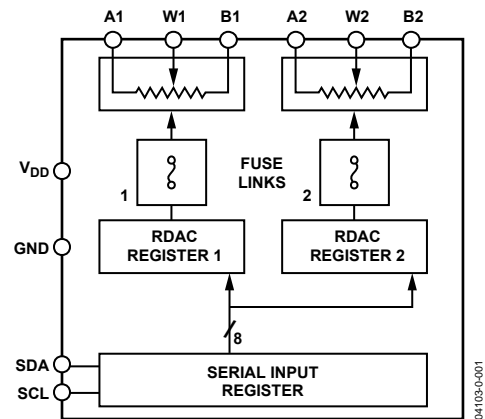 A1 W1 B1 A2 W2 B2
VDD
FUSE
LINKS
1
2
GND
RDAC
REGISTER 1
RDAC
REGISTER 2
8
SDA
SCL
SERIAL INPUT
REGISTER
04103-0-001